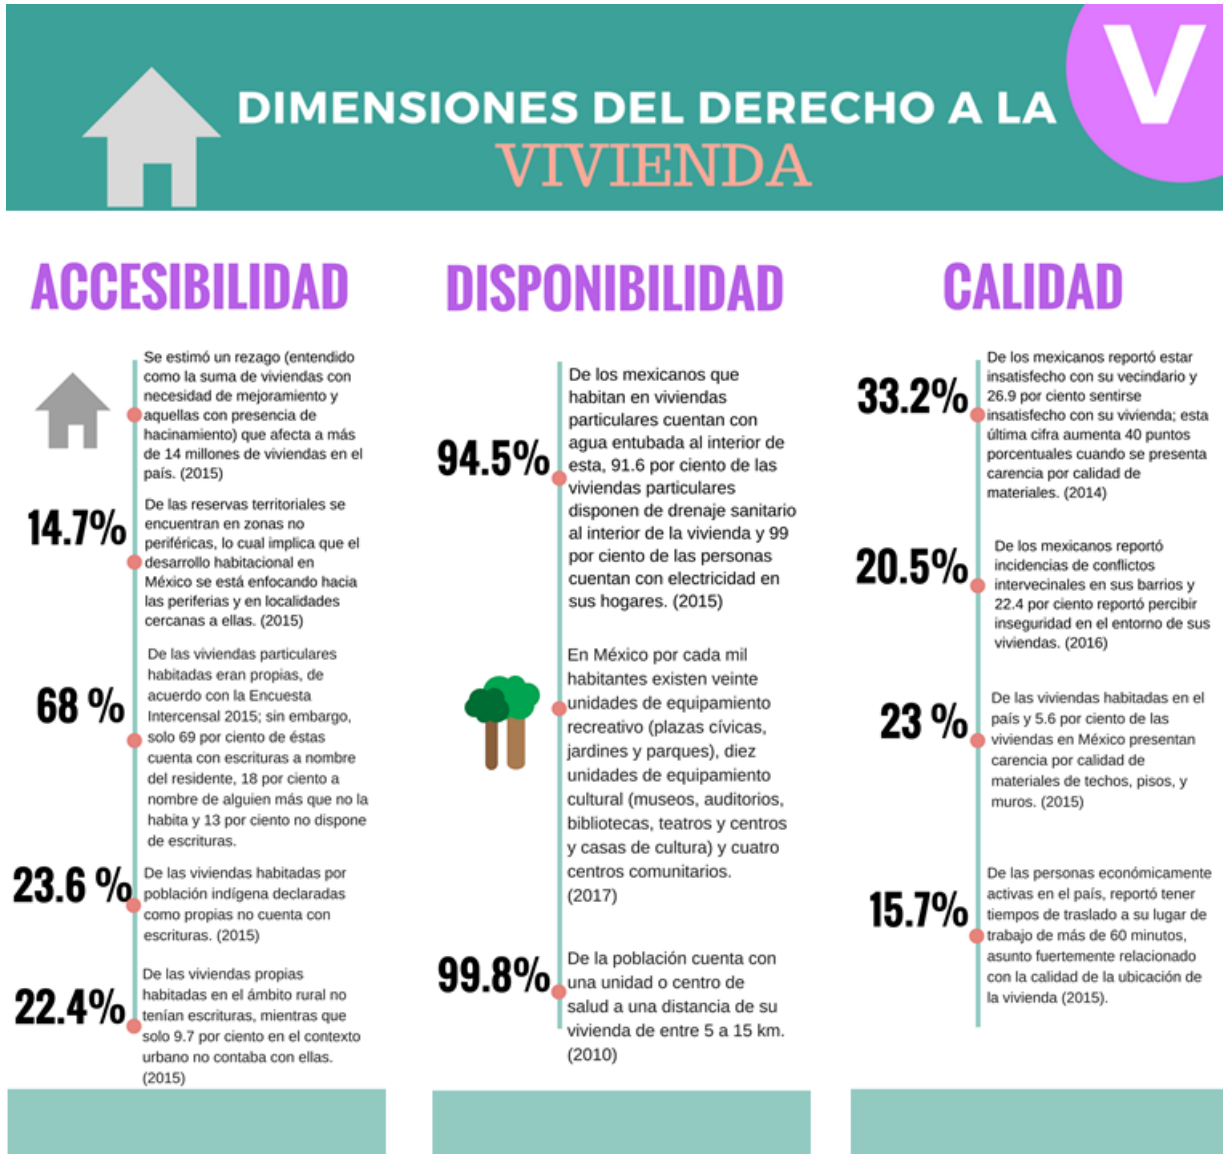 V
DIMENSIONES DEL DERECHO A LA
VIVIENDA
ACCESIBILIDAD
Se estimó un rezago (entendido
como la suma de viviendas con
necesidad de mejoramiento y
aquellas con presencia de
hacinamiento) que afecta a más
de 14 millones de viviendas en el
país. (2015)
14.7%
De las reservas territoriales se
encuentran en zonas no
periféricas, lo cual implica que el
desarrollo habitacional en
México se está enfocando hacia
las periferias y en localidades
cercanas a ellas. (2015)
68 %
De las viviendas particulares
habitadas eran propias, de
acuerdo con la Encuesta
Intercensal 2015; sin embargo,
solo 69 por ciento de éstas
cuenta con escrituras a nombre
del residente, 18 por ciento a
nombre de alguien más que no la
habita y 13 por ciento no dispone
de escrituras.
23.6 %
De las viviendas habitadas por
población indígena declaradas
como propias no cuenta con
escrituras. (2015)
22.4%
De las viviendas propias
habitadas en el ámbito rural no
tenían escrituras, mientras que
solo 9.7 por ciento en el contexto
urbano no contaba con ellas.
(2015)
DISPONIBILIDAD
94.5%
De los mexicanos que
habitan en viviendas
particulares cuentan con
agua entubada al interior de
esta, 91.6 por ciento de las
viviendas particulares
disponen de drenaje sanitario
al interior de la vivienda y 99
por ciento de las personas
cuentan con electricidad en
sus hogares. (2015)
En México por cada mil
habitantes existen veinte
unidades de equipamiento
recreativo (plazas cívicas,
jardines y parques), diez
unidades de equipamiento
cultural (museos, auditorios,
bibliotecas, teatros y centros
y casas de cultura) y cuatro
centros comunitarios.
(2017)
99.8%
De la población cuenta con
una unidad o centro de
salud a una distancia de su
vivienda de entre 5 a 15 km.
(2010)
CALIDAD
33.2%
De los mexicanos reportó estar
insatisfecho con su vecindario y
26.9 por ciento sentirse
insatisfecho con su vivienda; esta
última cifra aumenta 40 puntos
porcentuales cuando se presenta
carencia por calidad de
materiales. (2014)
20.5%
De los mexicanos reportó
incidencias de conflictos
intervecinales en sus barrios y
22.4 por ciento reportó percibir
inseguridad en el entorno de sus
viviendas. (2016)
23 %
De las viviendas habitadas en el
país y 5.6 por ciento de las
viviendas en México presentan
carencia por calidad de
materiales de techos, pisos, y
muros. (2015)
15.7%
De las personas económicamente
activas en el país, reportó tener
tiempos de traslado a su lugar de
trabajo de más de 60 minutos,
asunto fuertemente relacionado
con la calidad de la ubicación de
la vivienda (2015).